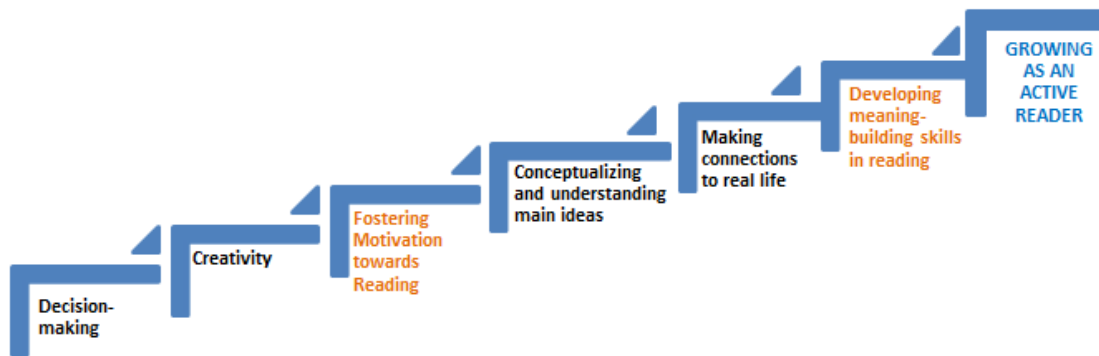 Decision-
making
Creativity
Fostering
Motivation
towards
Reading
Conceptualizing
and understanding
main ideas
Making
connections
to real life
Developing
meaning-
building skills
in reading
GROWING
AS AN
ACTIVE
READER